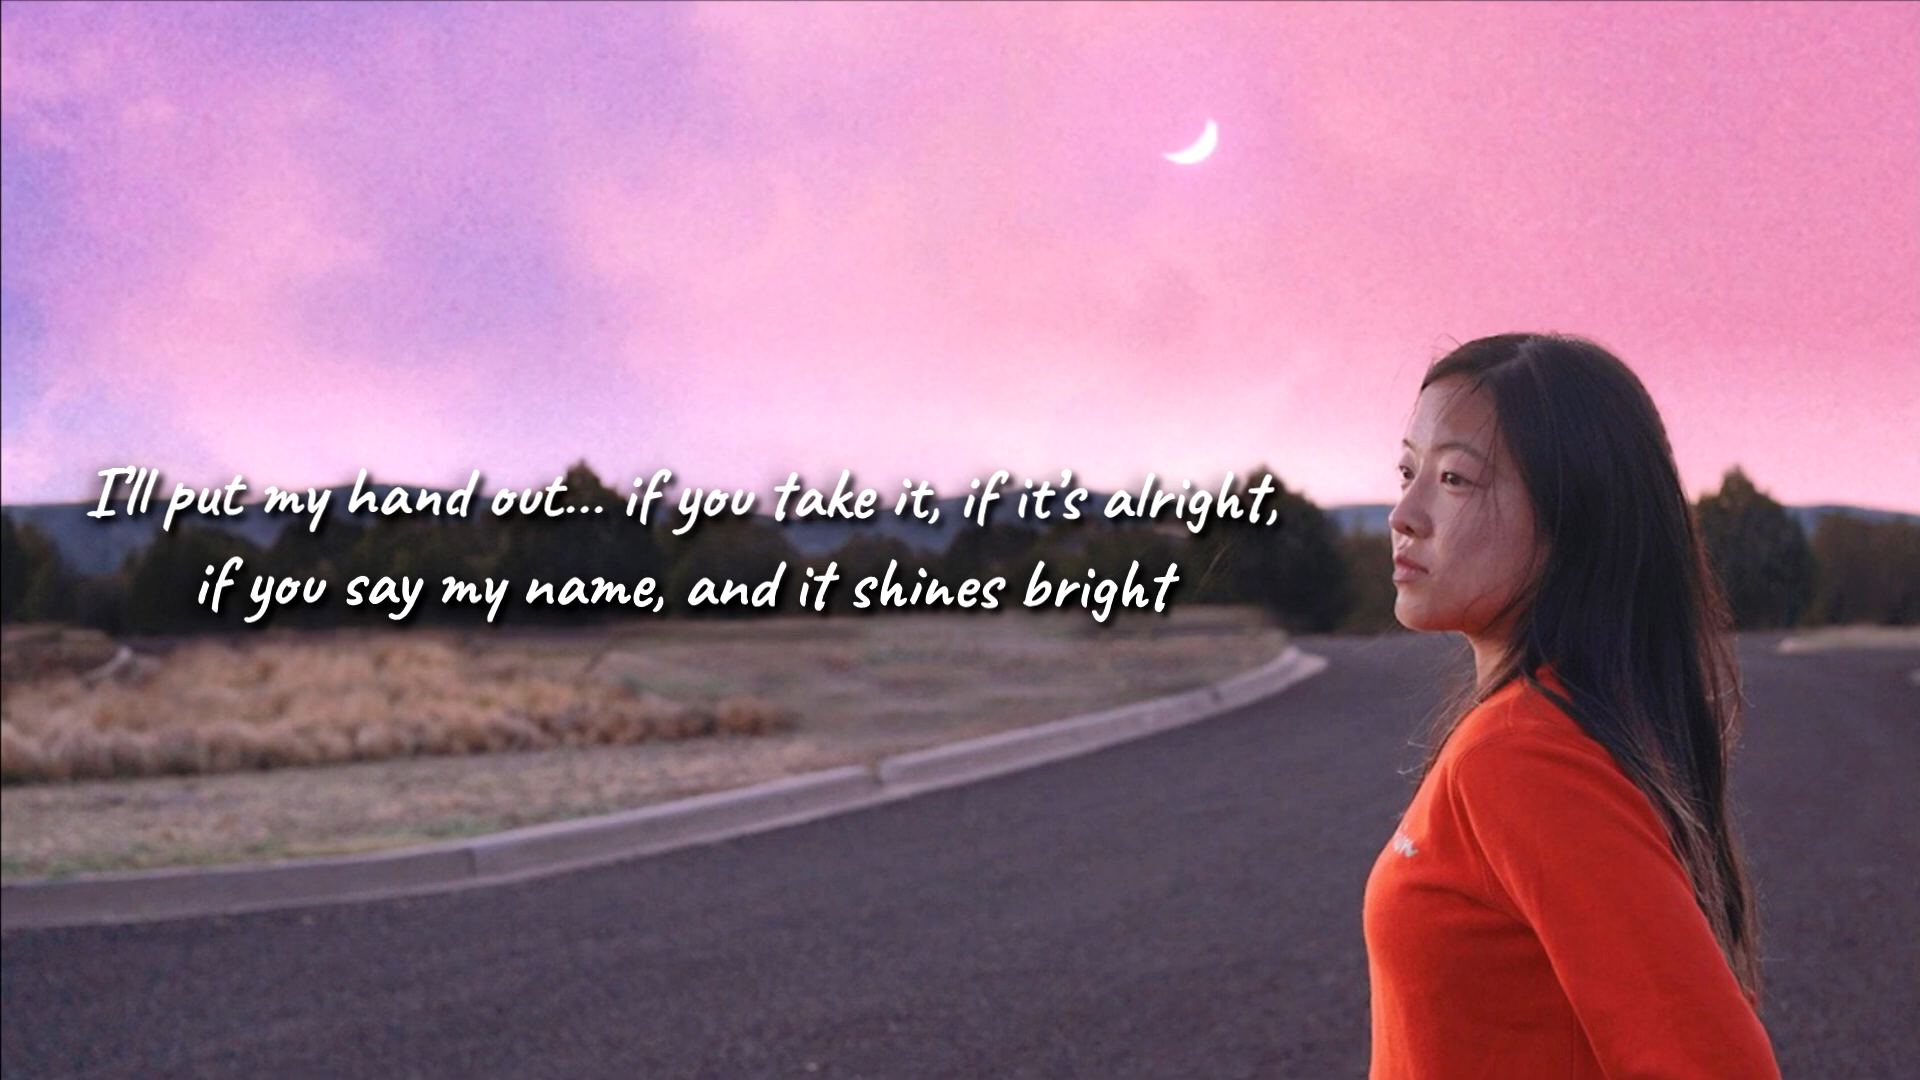 I'll put my hand out... if you take it, if it's alright,
if you say my name, and it shines bright